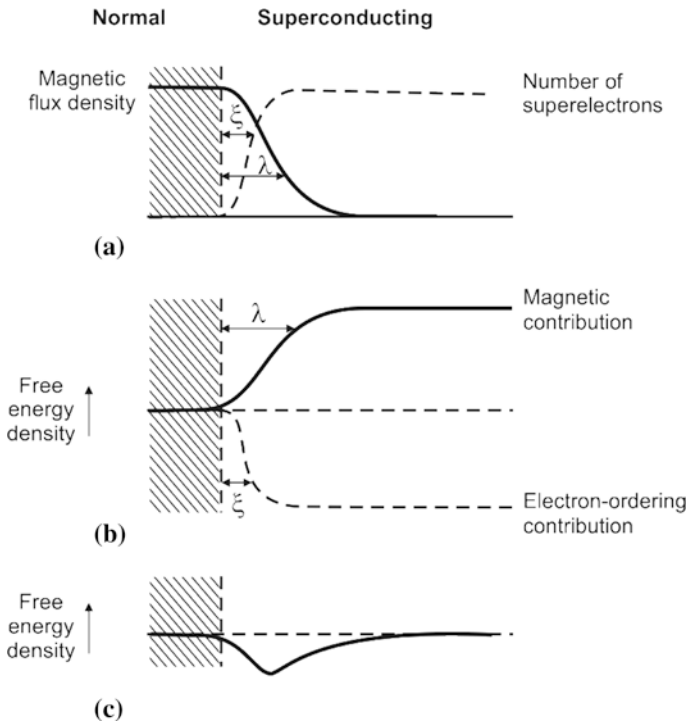 Normal
Superconducting
Magnetic
flux density
Number of
superelectrons
ξ
λ
(a)
Magnetic
contribution
λ
Free
energy
density
ξ
Electron-ordering
contribution
(b)
Free
energy
density
(c)